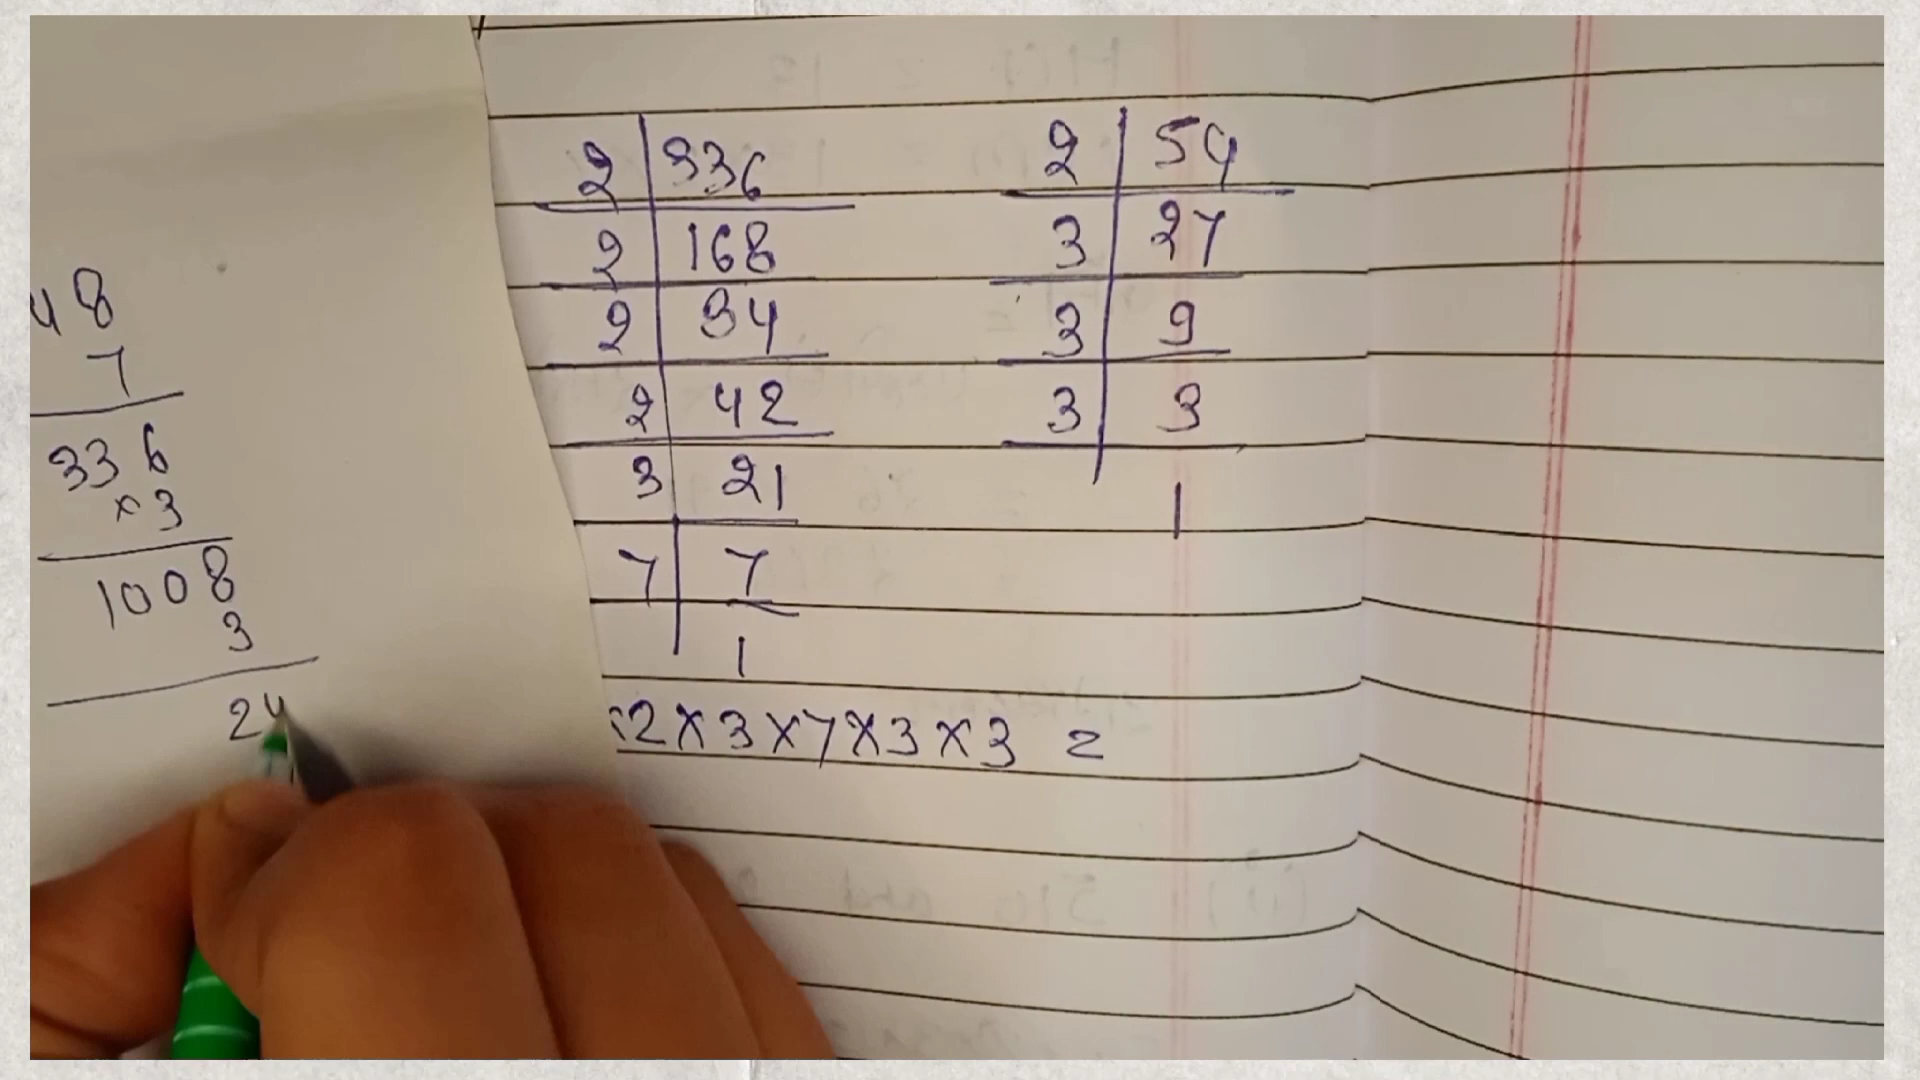 48
7
336
×3
1008
3
24
2 | 336
2 | 168
2 | 84
2 | 42
3 | 21
7 | 7
1
2 | 54
3 | 27
3 | 9
3 | 3
1
×2×3×7×3×3 =